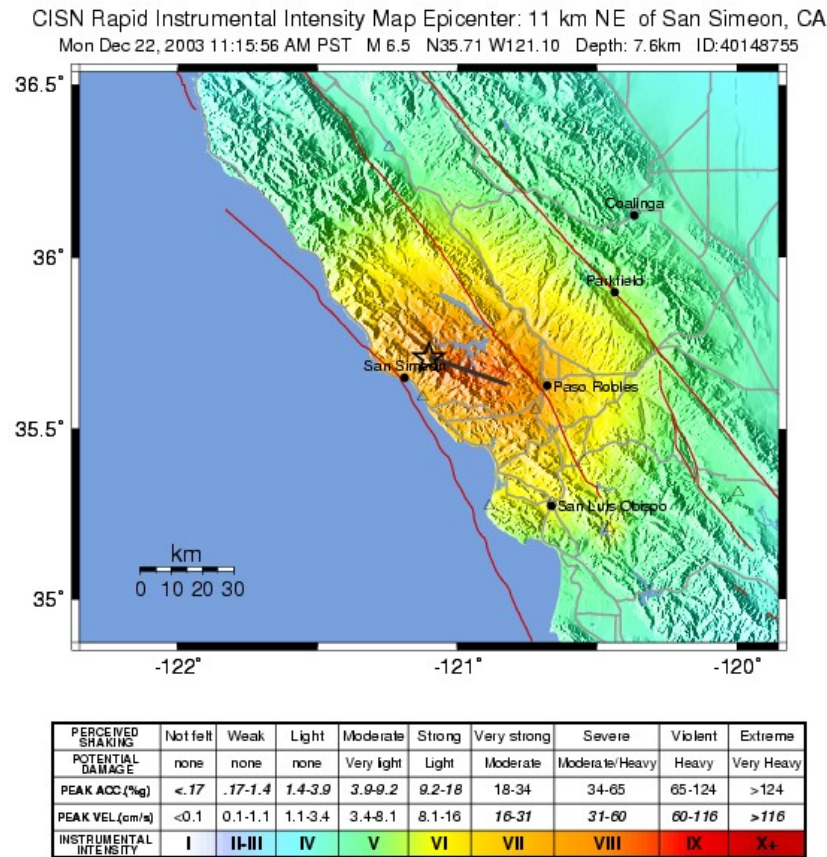 CISN Rapid Instrumental Intensity Map Epicenter: 11 km NE of San Simeon, CA
Mon Dec 22, 2003 11:15:56 AM PST M 6.5 N35.71 W121.10 Depth: 7.6km ID:40148755
36.5°
Coalinga
36°
Parkfield
San Simeon
Paso Robles
35.5°
San Luis Obispo
km
0 10 20 30
35°
-122° -121° -120°
PERCEIVED SHAKING Not felt Weak Light Moderate Strong Very strong Severe Violent Extreme
POTENTIAL DAMAGE none none none Very light Light Moderate Moderate/Heavy Heavy Very Heavy
PEAK ACC.(%g) <.17 .17-1.4 1.4-3.9 3.9-9.2 9.2-18 18-34 34-65 65-124 >124
PEAK VEL.(cm/s) <0.1 0.1-1.1 1.1-3.4 3.4-8.1 8.1-16 16-31 31-60 60-116 >116
INSTRUMENTAL INTENSITY I II-III IV V VI VII VIII IX X+